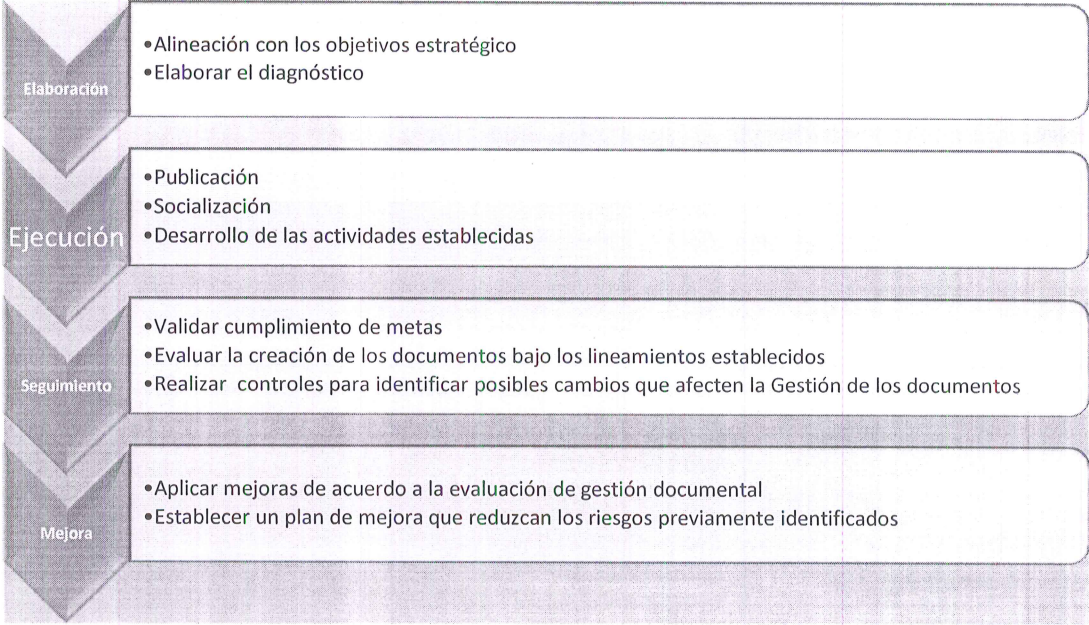 Elaboración
•Alineación con los objetivos estratégico
•Elaborar el diagnóstico
Ejecución
•Publicación
•Socialización
•Desarrollo de las actividades establecidas
Seguimiento
•Validar cumplimiento de metas
•Evaluar la creación de los documentos bajo los lineamientos establecidos
•Realizar controles para identificar posibles cambios que afecten la Gestión de los documentos
Mejora
•Aplicar mejoras de acuerdo a la evaluación de gestión documental
•Establecer un plan de mejora que reduzcan los riesgos previamente identificados